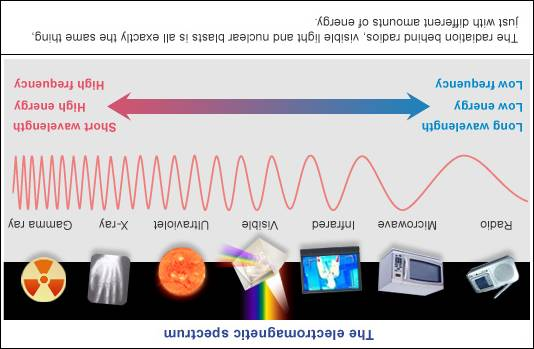 The electromagnetic spectrum
Radio Microwave Infrared Visible Ultraviolet X-ray Gamma ray
Long wavelength Short wavelength
Low energy High energy
Low frequency High frequency
The radiation behind radios, visible light and nuclear blasts is all exactly the same thing,
just with different amounts of energy.